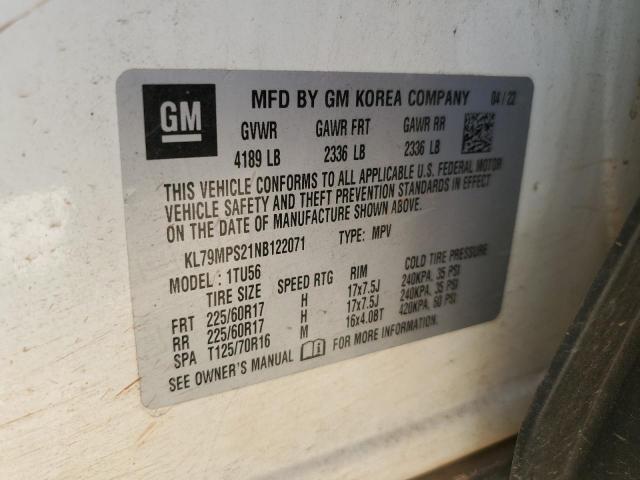 GM
MFD BY GM KOREA COMPANY 04/22
GVWR GAWR FRT GAWR RR
4189 LB 2336 LB 2336 LB
THIS VEHICLE CONFORMS TO ALL APPLICABLE U.S. FEDERAL MOTOR
VEHICLE SAFETY AND THEFT PREVENTION STANDARDS IN EFFECT
ON THE DATE OF MANUFACTURE SHOWN ABOVE.
KL79MPS21NB122071 TYPE: MPV
MODEL: 1TU56
TIRE SIZE SPEED RTG RIM COLD TIRE PRESSURE
FRT 225/60R17 H 17x7.5J 240KPA, 35 PSI
RR 225/60R17 H 17x7.5J 240KPA, 35 PSI
SPA T125/70R16 M 16x4.0BT 420KPA, 60 PSI
SEE OWNER'S MANUAL FOR MORE INFORMATION.